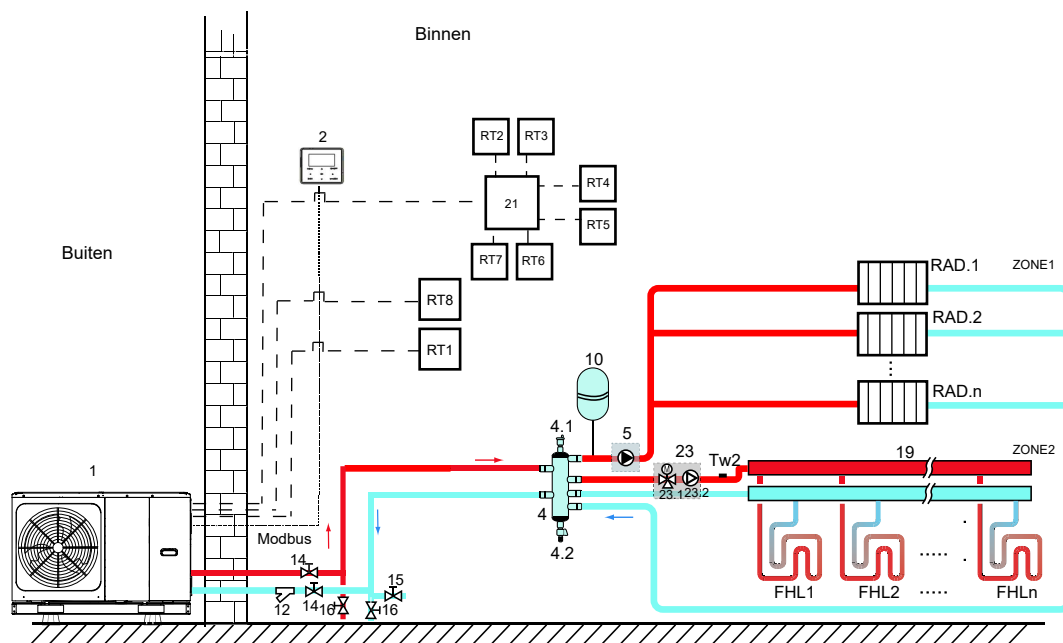 Binnen
Buiten
2
RT2 RT3
RT4
21
RT5
RT7 RT6
RT8
RT1
RAD.1 ZONE1
RAD.2
.....
RAD.n
10
4.1 5
23 Tw2 19 ZONE2
M
23.1 23.2
4
4.2
1
Modbus
14
12 14 16 16 15
.....
FHL1 FHL2 ..... FHLn